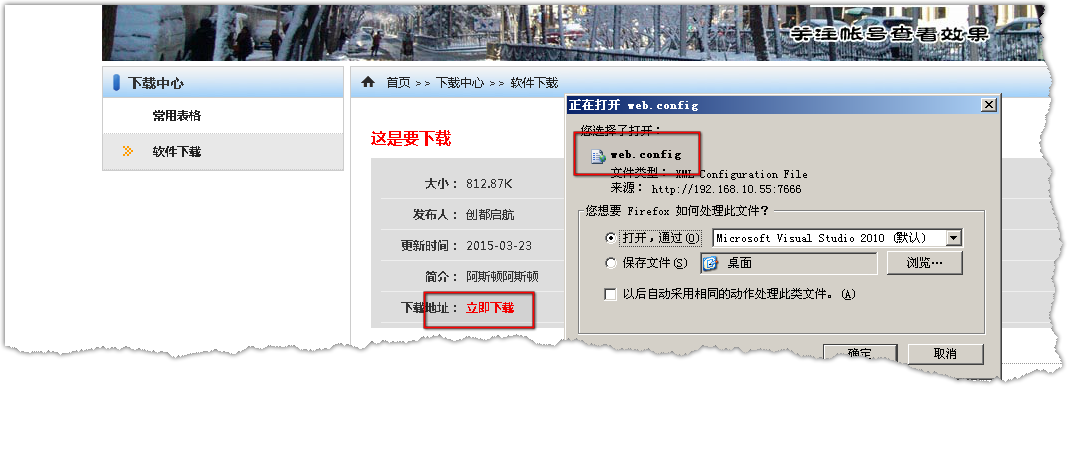 关注帐号查看效果
下载中心
常用表格
软件下载
首页 >> 下载中心 >> 软件下载
这是要下载
大小： 812.87K
发布人： 创都启航
更新时间： 2015-03-23
简介： 阿斯顿阿斯顿
下载地址： 立即下载
正在打开 web.config
您选择了打开：
web.config
文件类型： XML Configuration File
来源： http://192.168.10.55:7666
您想要 Firefox 如何处理此文件？
打开，通过(O) Microsoft Visual Studio 2010 (默认)
保存文件(S) 桌面 浏览…
以后自动采用相同的动作处理此类文件。(A)
确定 取消